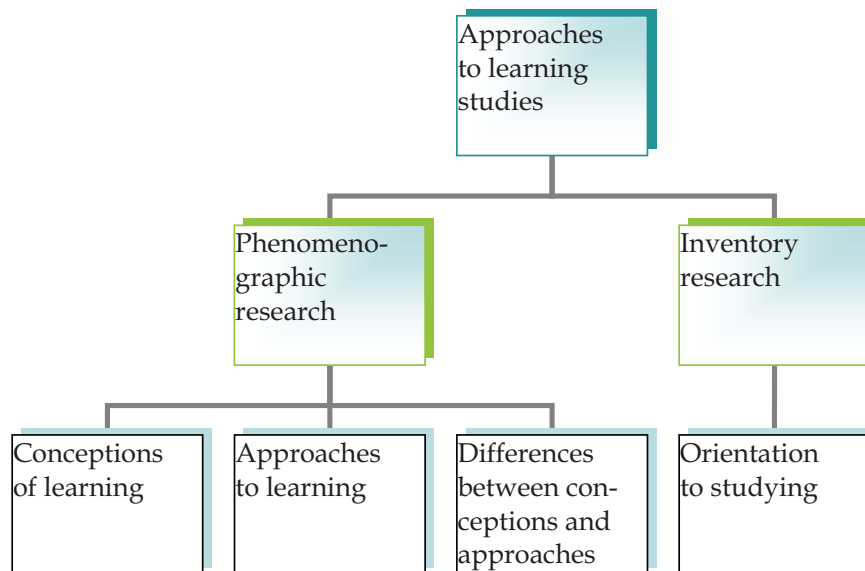 Approaches
to learning
studies
Phenomeno-
graphic
research
Inventory
research
Conceptions
of learning
Approaches
to learning
Differences
between con-
ceptions and
approaches
Orientation
to studying